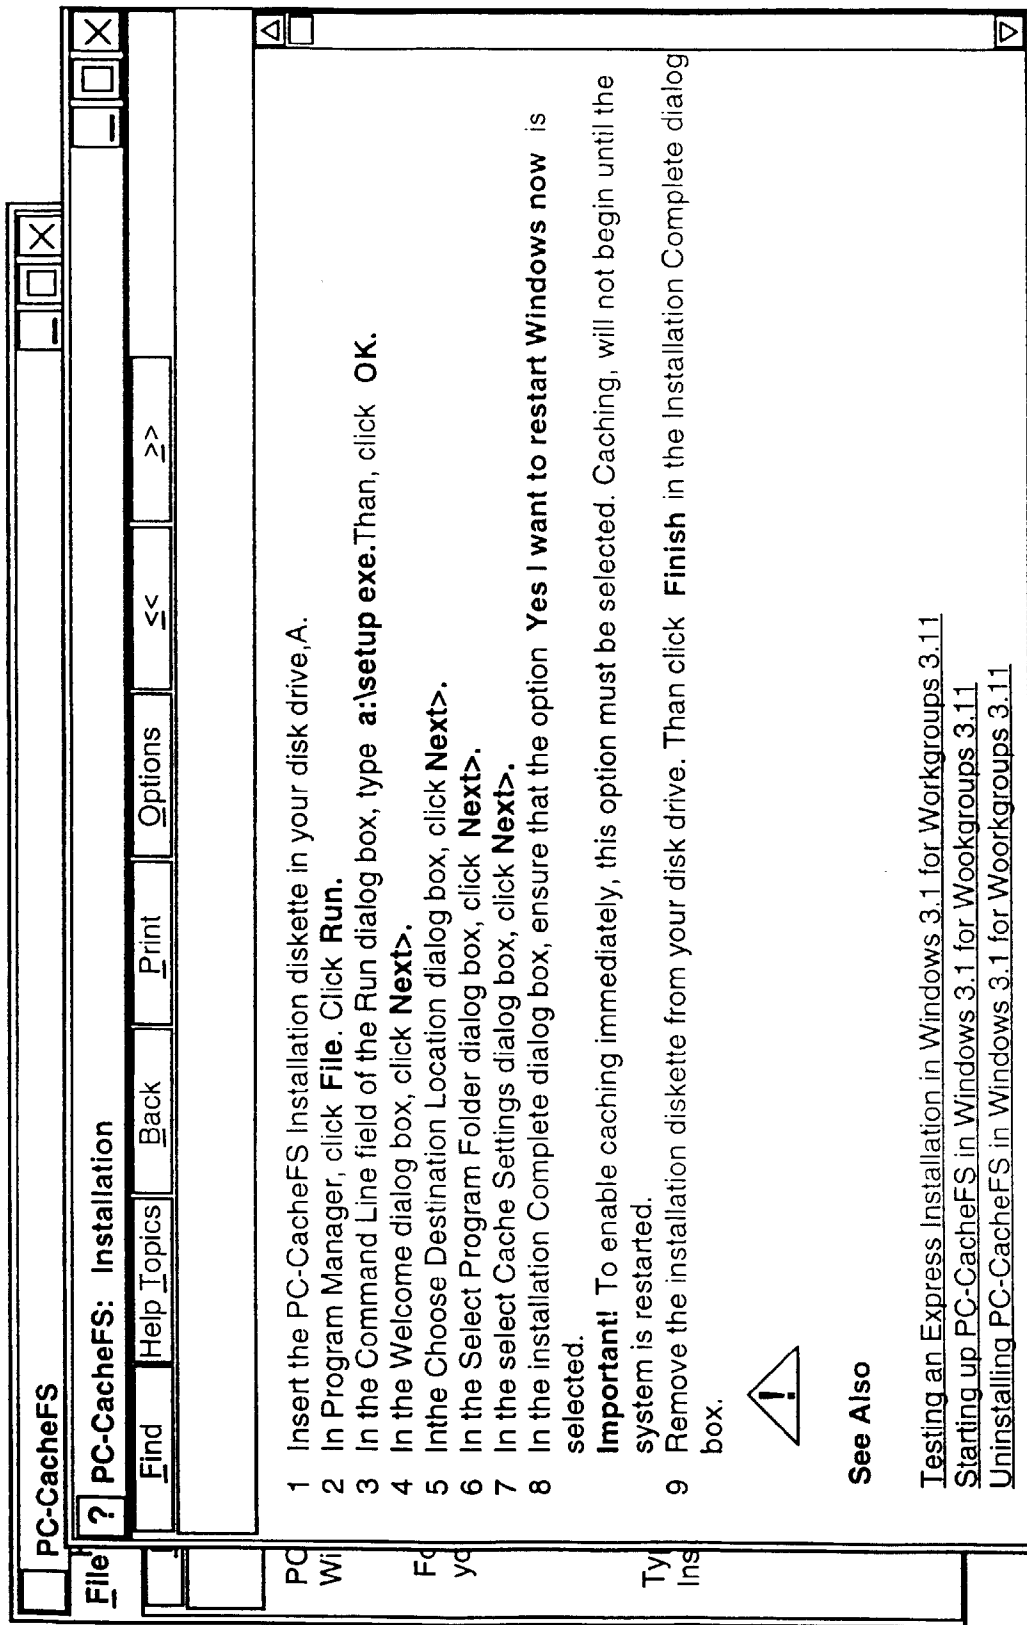 PC-CacheFS
File
? PC-CacheFS: Installation
Find Help Topics Back Print Options << >>
PC
Wi
Fo
yo
Ty
Ins
1 Insert the PC-CacheFS Installation diskette in your disk drive,A.
2 In Program Manager, click File. Click Run.
3 In the Command Line field of the Run dialog box, type a:\setup exe.Than, click OK.
4 In the Welcome dialog box, click Next>.
5 Inthe Choose Destination Location dialog box, click Next>.
6 In the Select Program Folder dialog box, click Next>.
7 In the select Cache Settings dialog box, click Next>.
8 In the installation Complete dialog box, ensure that the option Yes I want to restart Windows now is
selected.
Important! To enable caching immediately, this option must be selected. Caching, will not begin until the
system is restarted.
9 Remove the installation diskette from your disk drive. Than click Finish in the Installation Complete dialog
box.
!
See Also
Testing an Express Installation in Windows 3.1 for Workgroups 3.11
Starting up PC-CacheFS in Windows 3.1 for Wookgroups 3.11
Uninstalling PC-CacheFS in Windows 3.1 for Woorkgroups 3.11